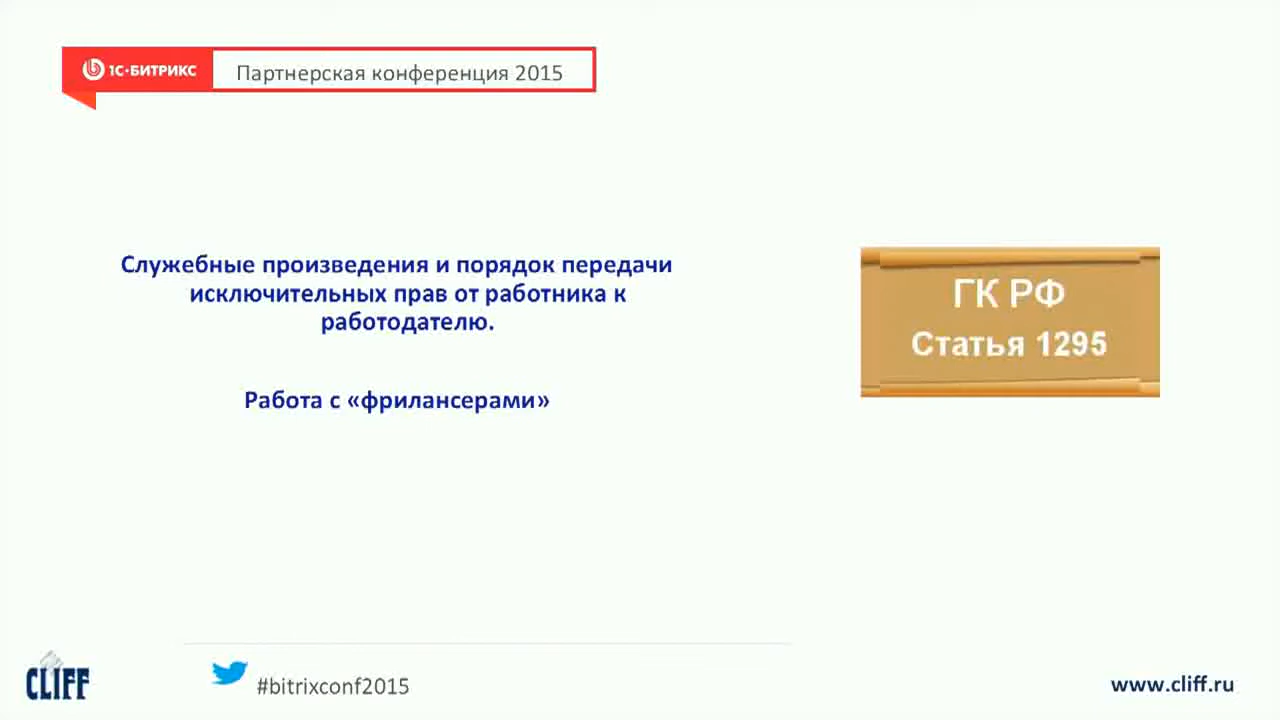 1С-БИТРИКС
Партнерская конференция 2015
Служебные произведения и порядок передачи
исключительных прав от работника к
работодателю.
Работа с «фрилансерами»
ГК РФ
Статья 1295
CLIFF
#bitrixconf2015
www.cliff.ru